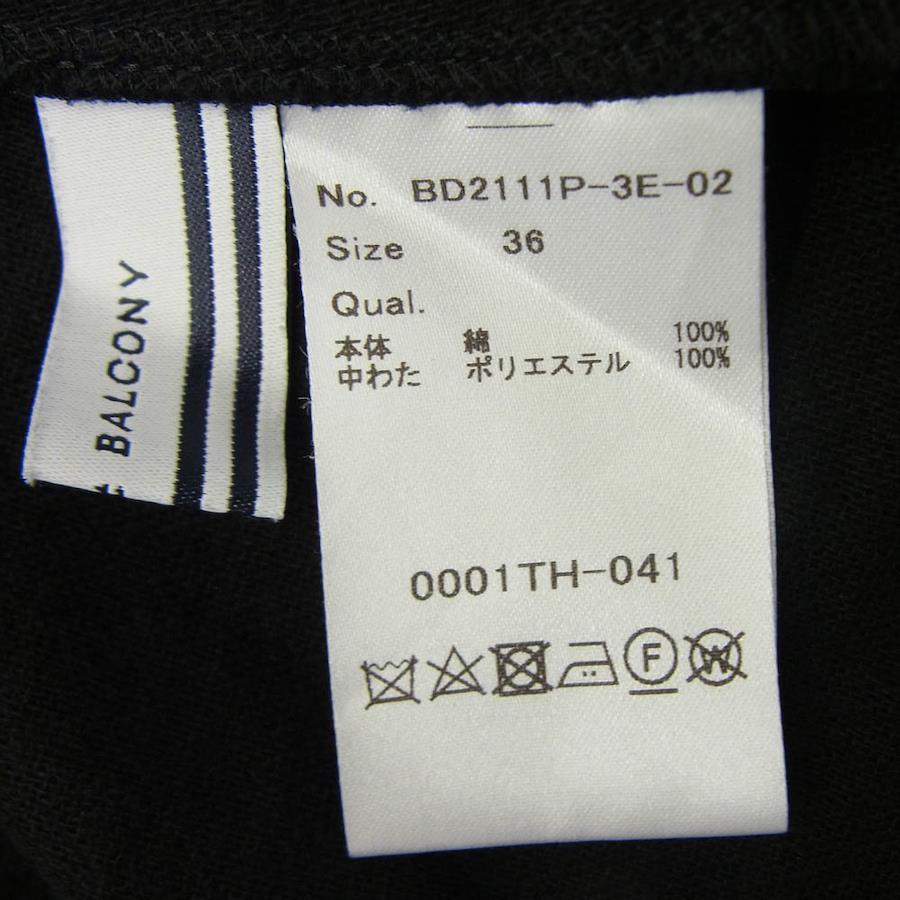 BALCONY
No. BD2111P-3E-02
Size 36
Qual.
本体 綿 100%
中わた ポリエステル 100%
0001TH-041
F
W